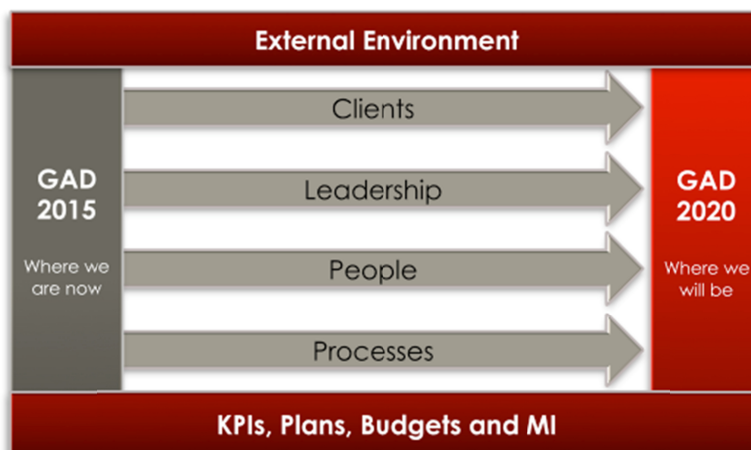 External Environment
GAD
2015
Where we
are now
Clients
Leadership
People
Processes
GAD
2020
Where we
will be
KPIs, Plans, Budgets and MI